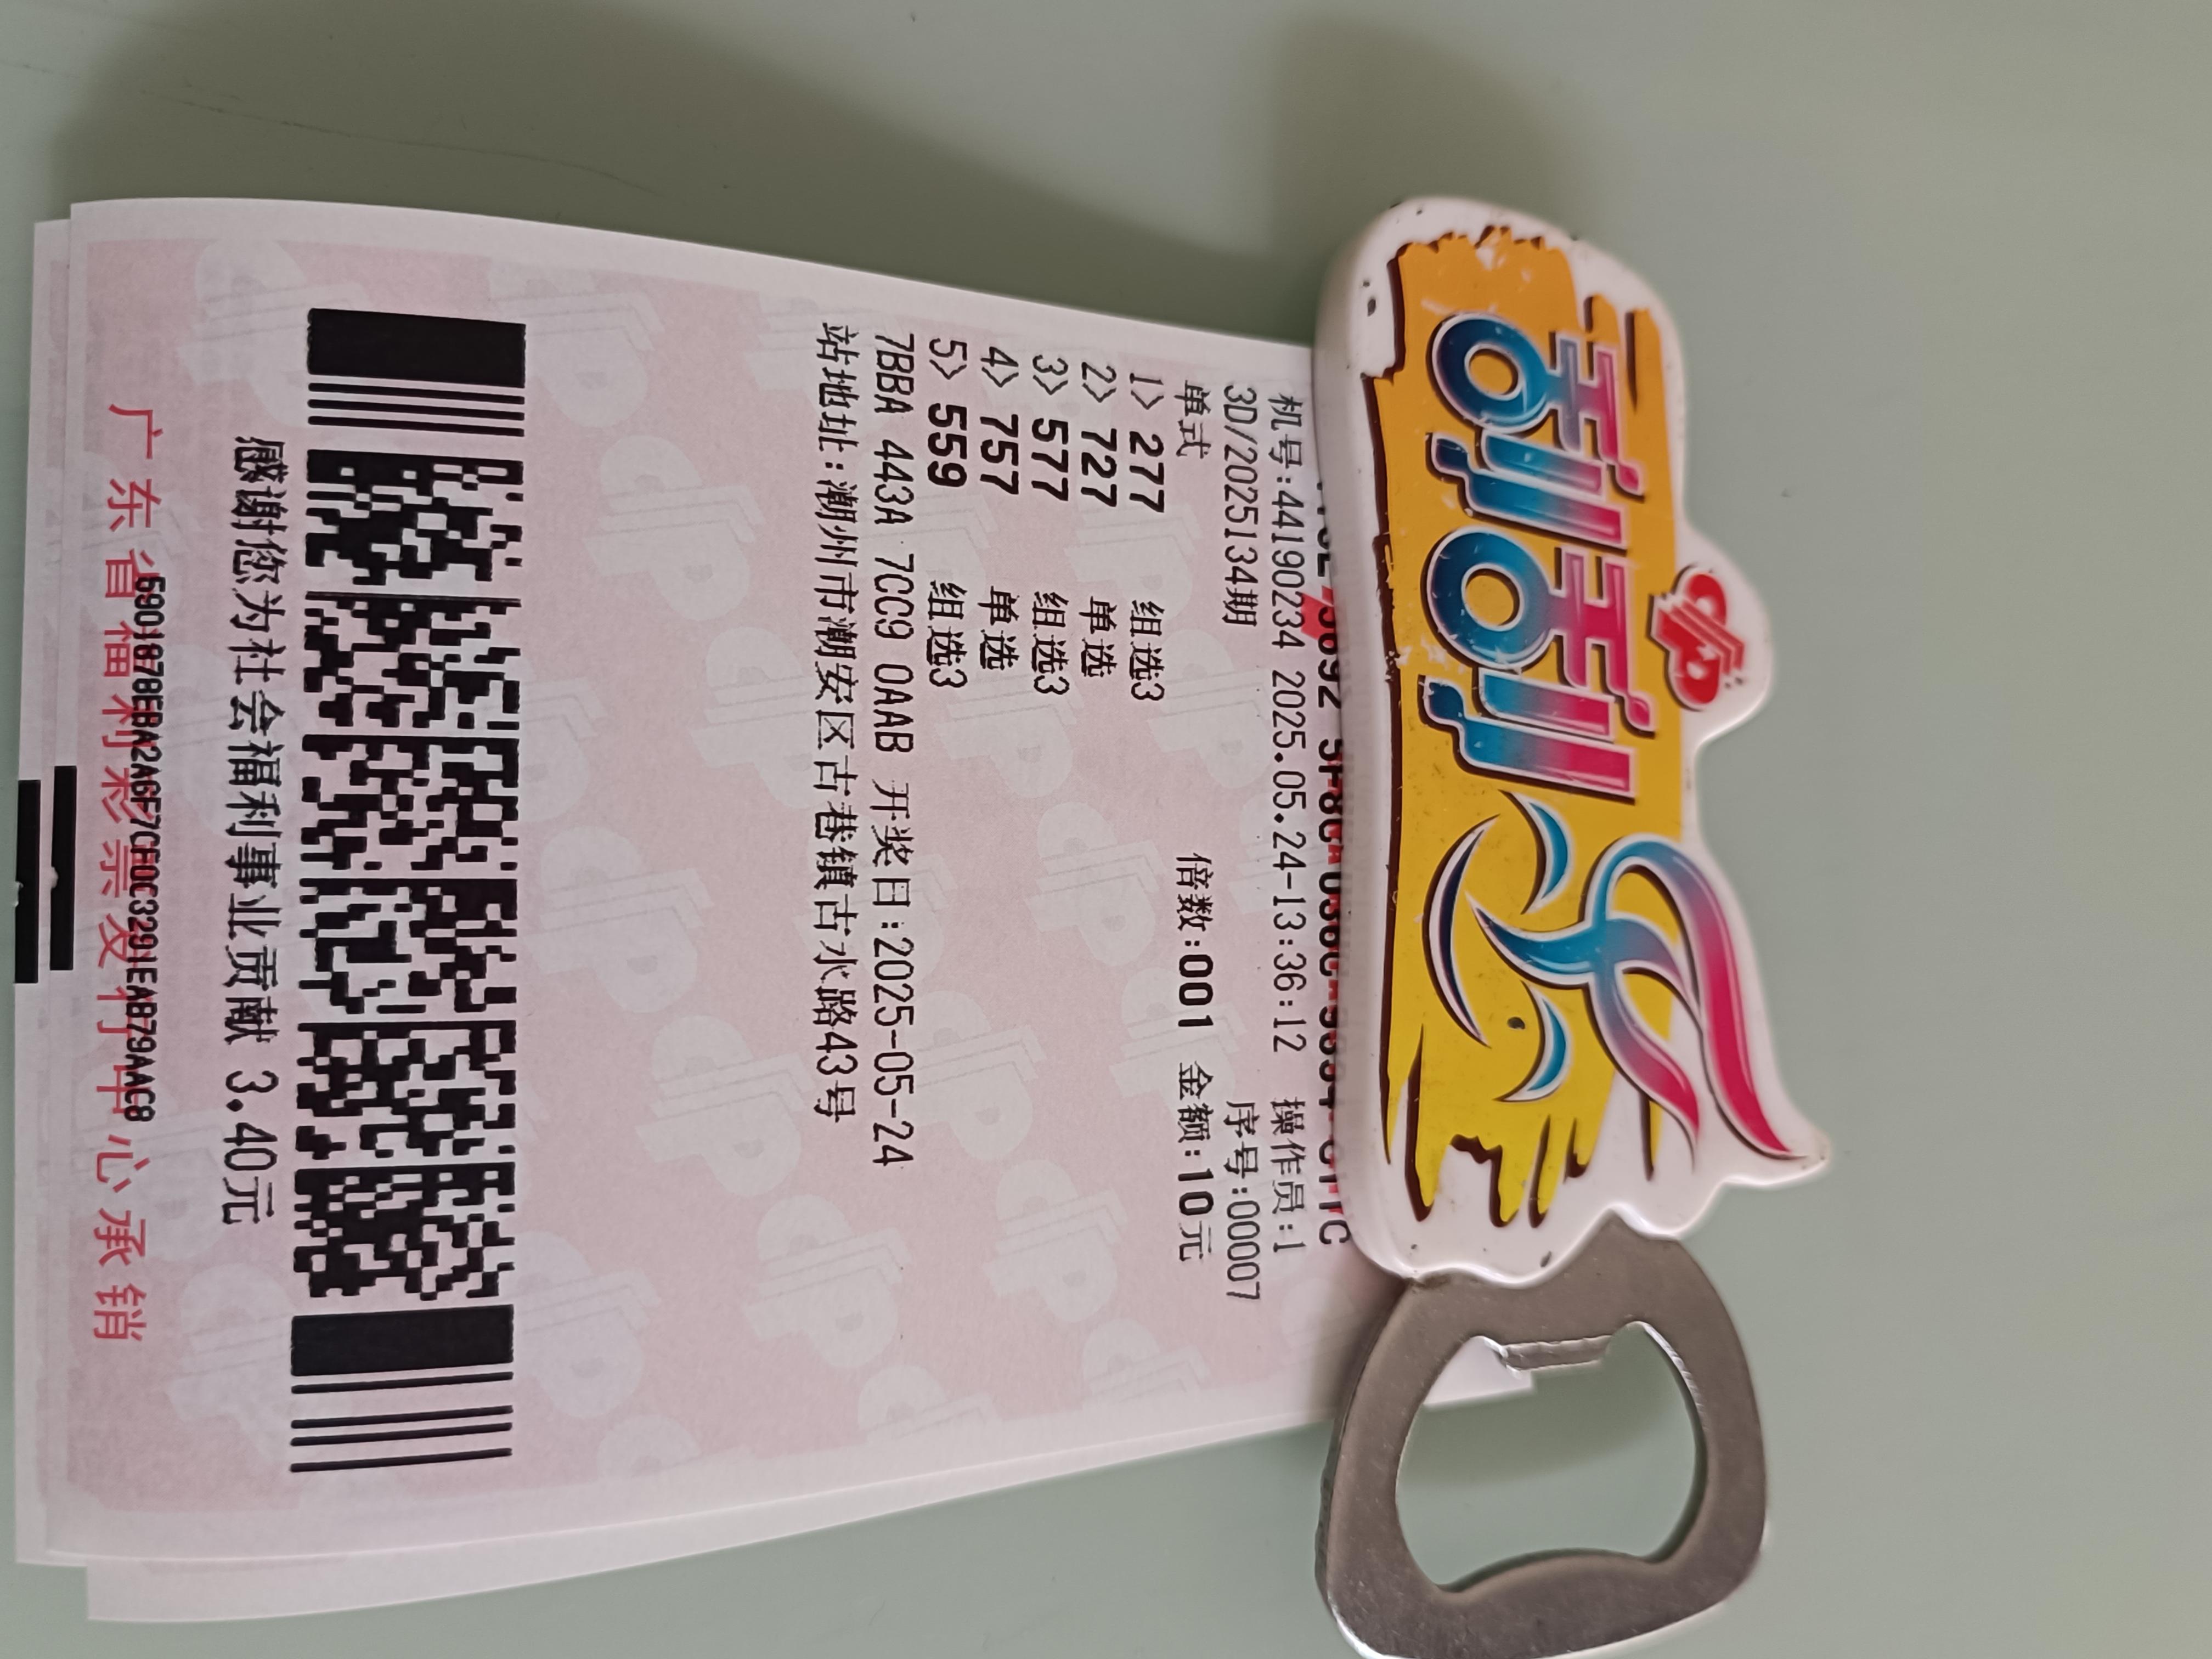 机号:441902234 2025.05.24-13:36:12 操作员:1
3D/2025134期 序号:00007
单式 倍数:001 金额:10元
1> 277 组选3
2> 727 单选
3> 577 组选3
4> 757 单选
5> 559 组选3
7BBA 443A 7CC9 0AAB 开奖日:2025-05-24
站地址:潮州市潮安区古巷镇古水路43号
感谢您为社会福利事业贡献 3.40元
广东省福利彩票发行中心承销